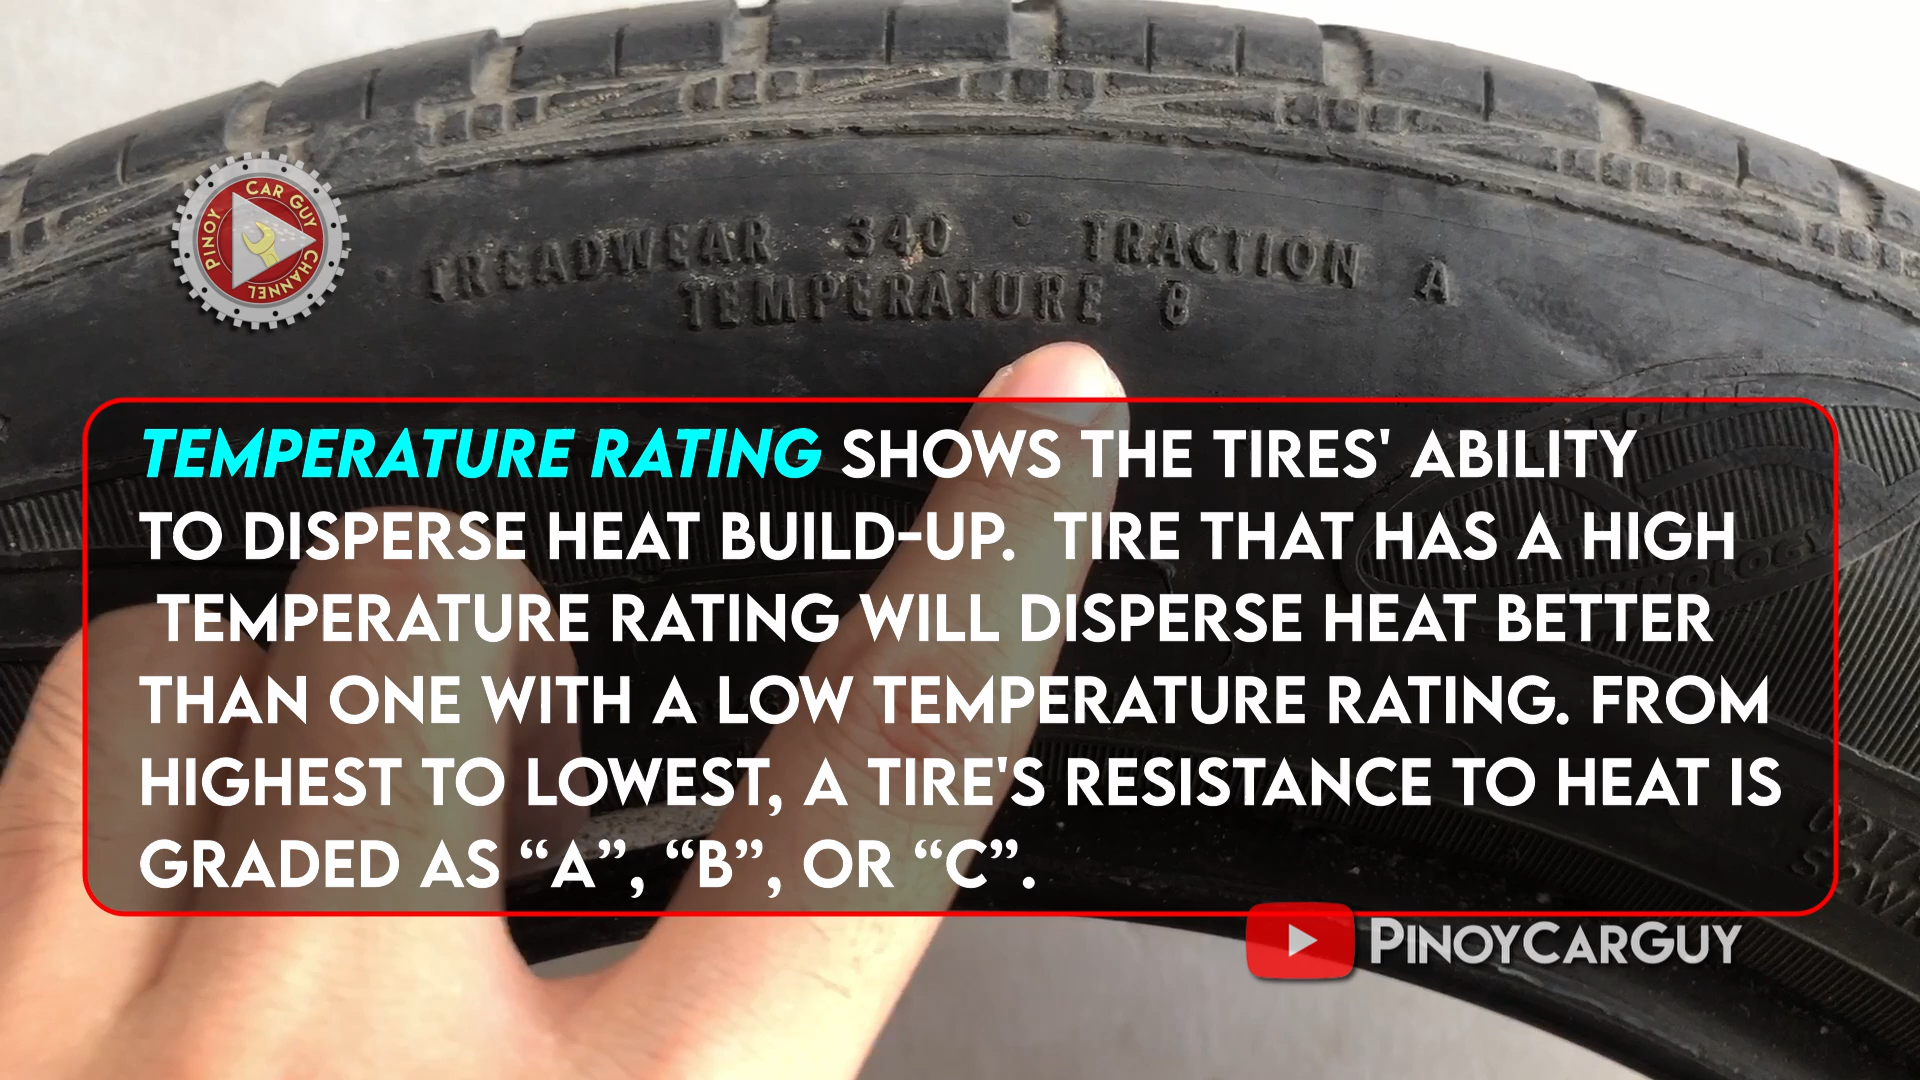 PINOY CAR GUY CHANNEL
TREADWEAR 340 TRACTION A
TEMPERATURE B
TEMPERATURE RATING SHOWS THE TIRES' ABILITY
TO DISPERSE HEAT BUILD-UP. TIRE THAT HAS A HIGH
TEMPERATURE RATING WILL DISPERSE HEAT BETTER
THAN ONE WITH A LOW TEMPERATURE RATING. FROM
HIGHEST TO LOWEST, A TIRE'S RESISTANCE TO HEAT IS
GRADED AS “A”, “B”, OR “C”.
PINOYCARGUY